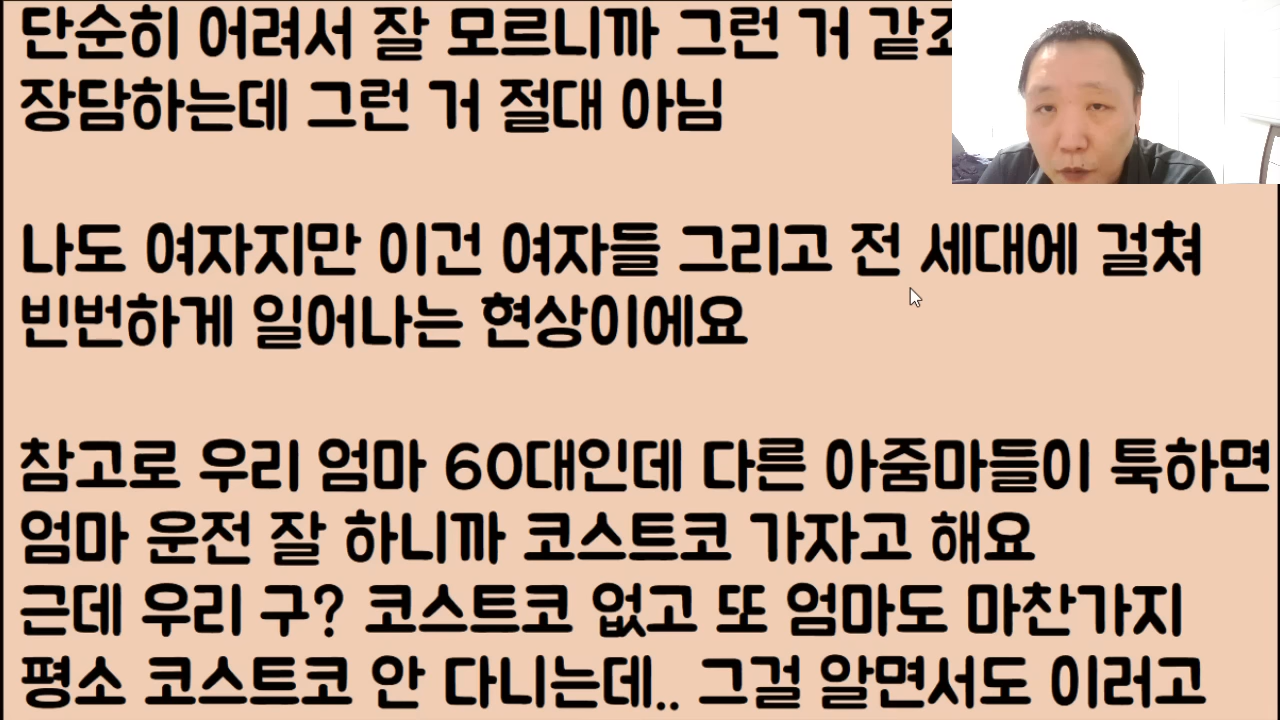 단순히 어려서 잘 모르니까 그런 거 같죠
장담하는데 그런 거 절대 아님
나도 여자지만 이건 여자들 그리고 전 세대에 걸쳐
빈번하게 일어나는 현상이에요
참고로 우리 엄마 60대인데 다른 아줌마들이 툭하면
엄마 운전 잘 하니까 코스트코 가자고 해요
근데 우리 구? 코스트코 없고 또 엄마도 마찬가지
평소 코스트코 안 다니는데.. 그걸 알면서도 이러고